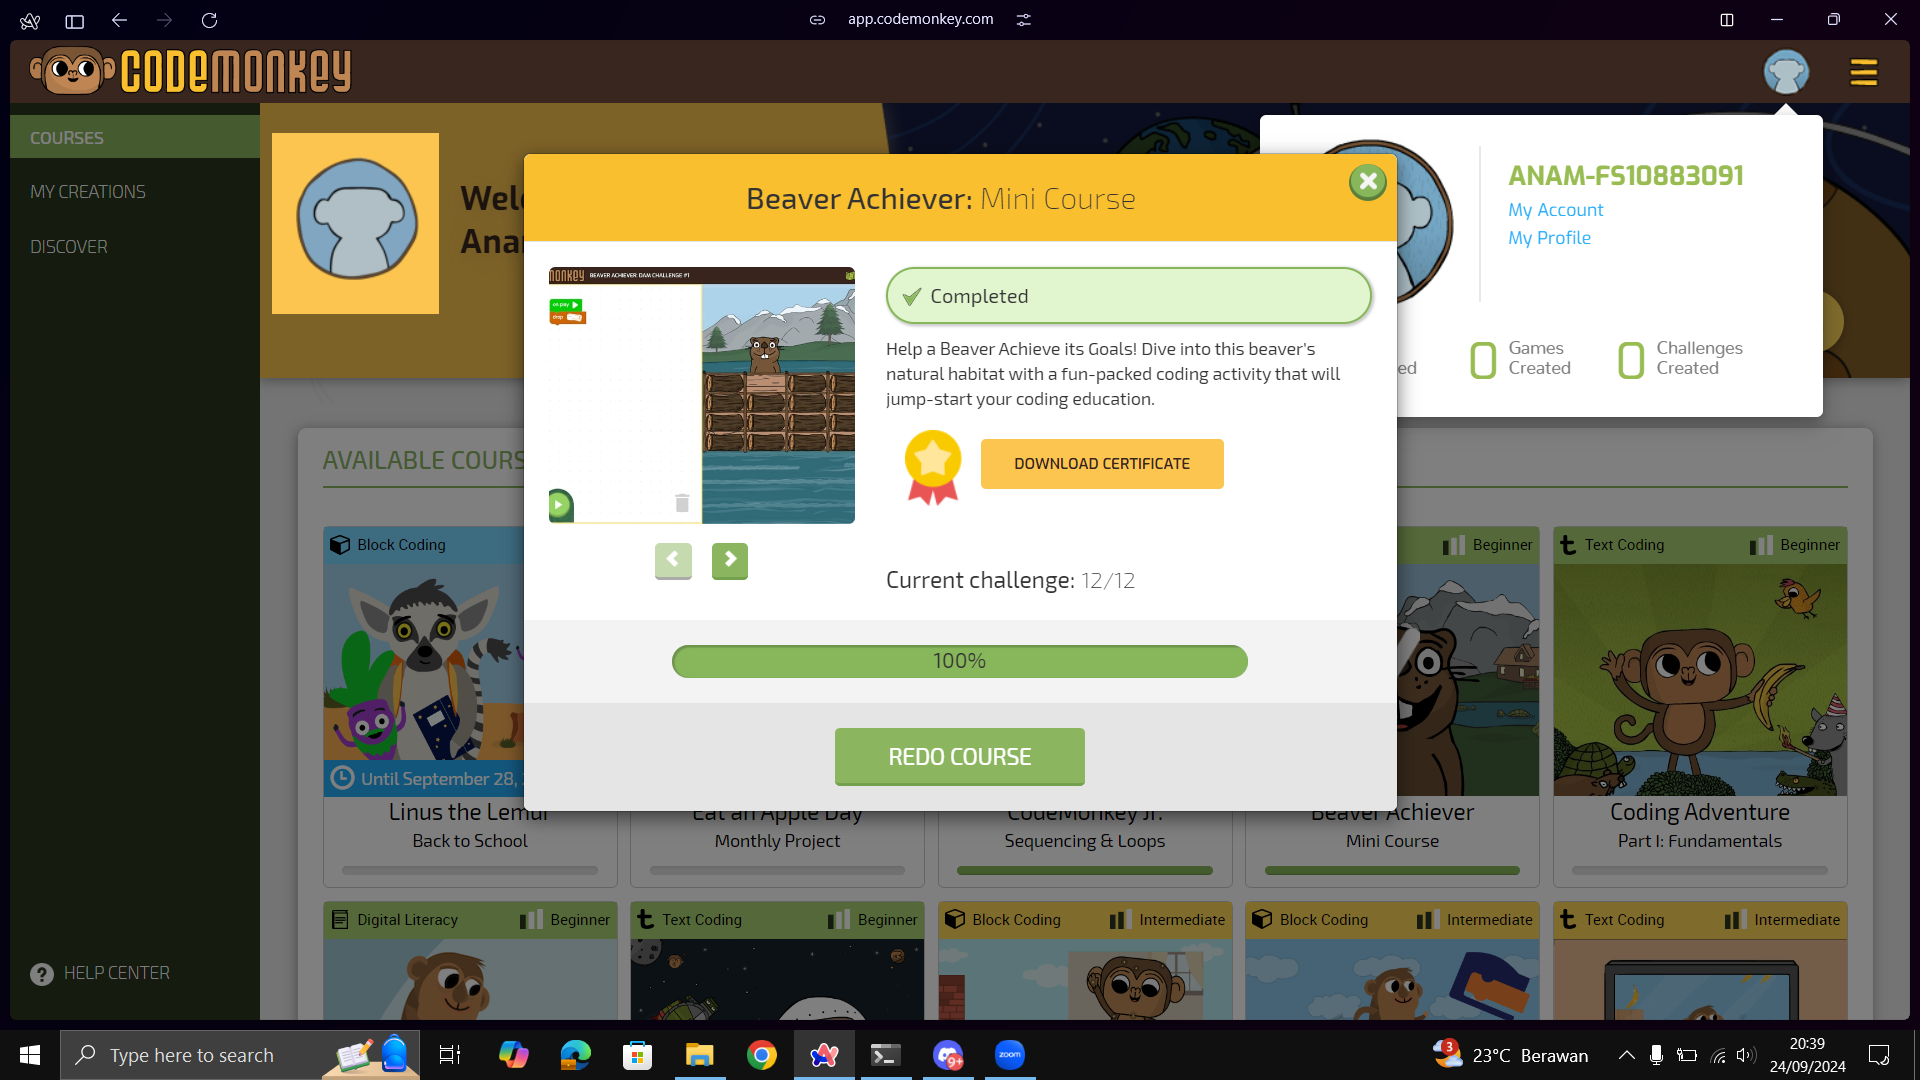 app.codemonkey.com
CODEMONKEY
COURSES
MY CREATIONS
DISCOVER
HELP CENTER
ANAM-FS10883091
My Account
My Profile
ed
0 Games Created
0 Challenges Created
Beaver Achiever: Mini Course
BEAVER ACHIEVER: DAM CHALLENGE #1
on play
drop
Completed
Help a Beaver Achieve its Goals! Dive into this beaver's
natural habitat with a fun-packed coding activity that will
jump-start your coding education.
DOWNLOAD CERTIFICATE
Current challenge: 12/12
100%
REDO COURSE
AVAILABLE COURS
Block Coding
Beginner
Text Coding Beginner
Until September 28,
Linus the Lemur
Back to School
Eat an Apple Day
Monthly Project
CodeMonkey Jr.
Sequencing & Loops
Beaver Achiever
Mini Course
Coding Adventure
Part I: Fundamentals
Digital Literacy Beginner
Text Coding Beginner
Block Coding Intermediate
Block Coding Intermediate
Text Coding Intermediate
Type here to search
9+
zoom
3
23°C Berawan
20:39
24/09/2024